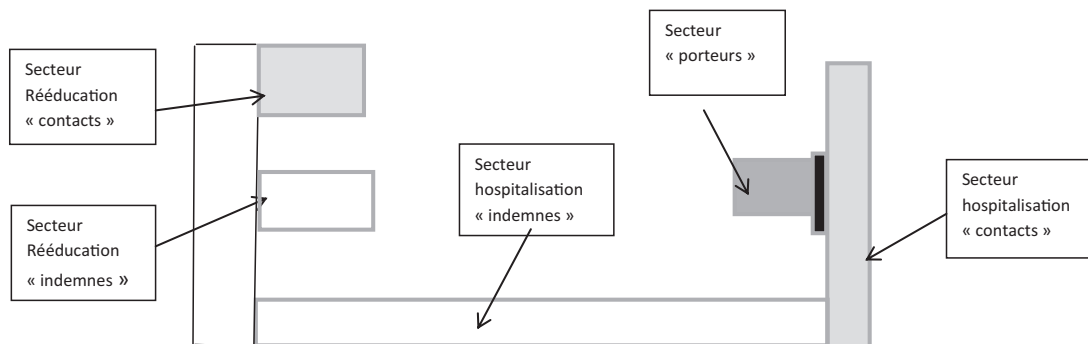 Secteur
Rééducation
« contacts »
Secteur
« porteurs »
Secteur
hospitalisation
« indemnes »
Secteur
hospitalisation
« contacts »
Secteur
Rééducation
« indemnes »